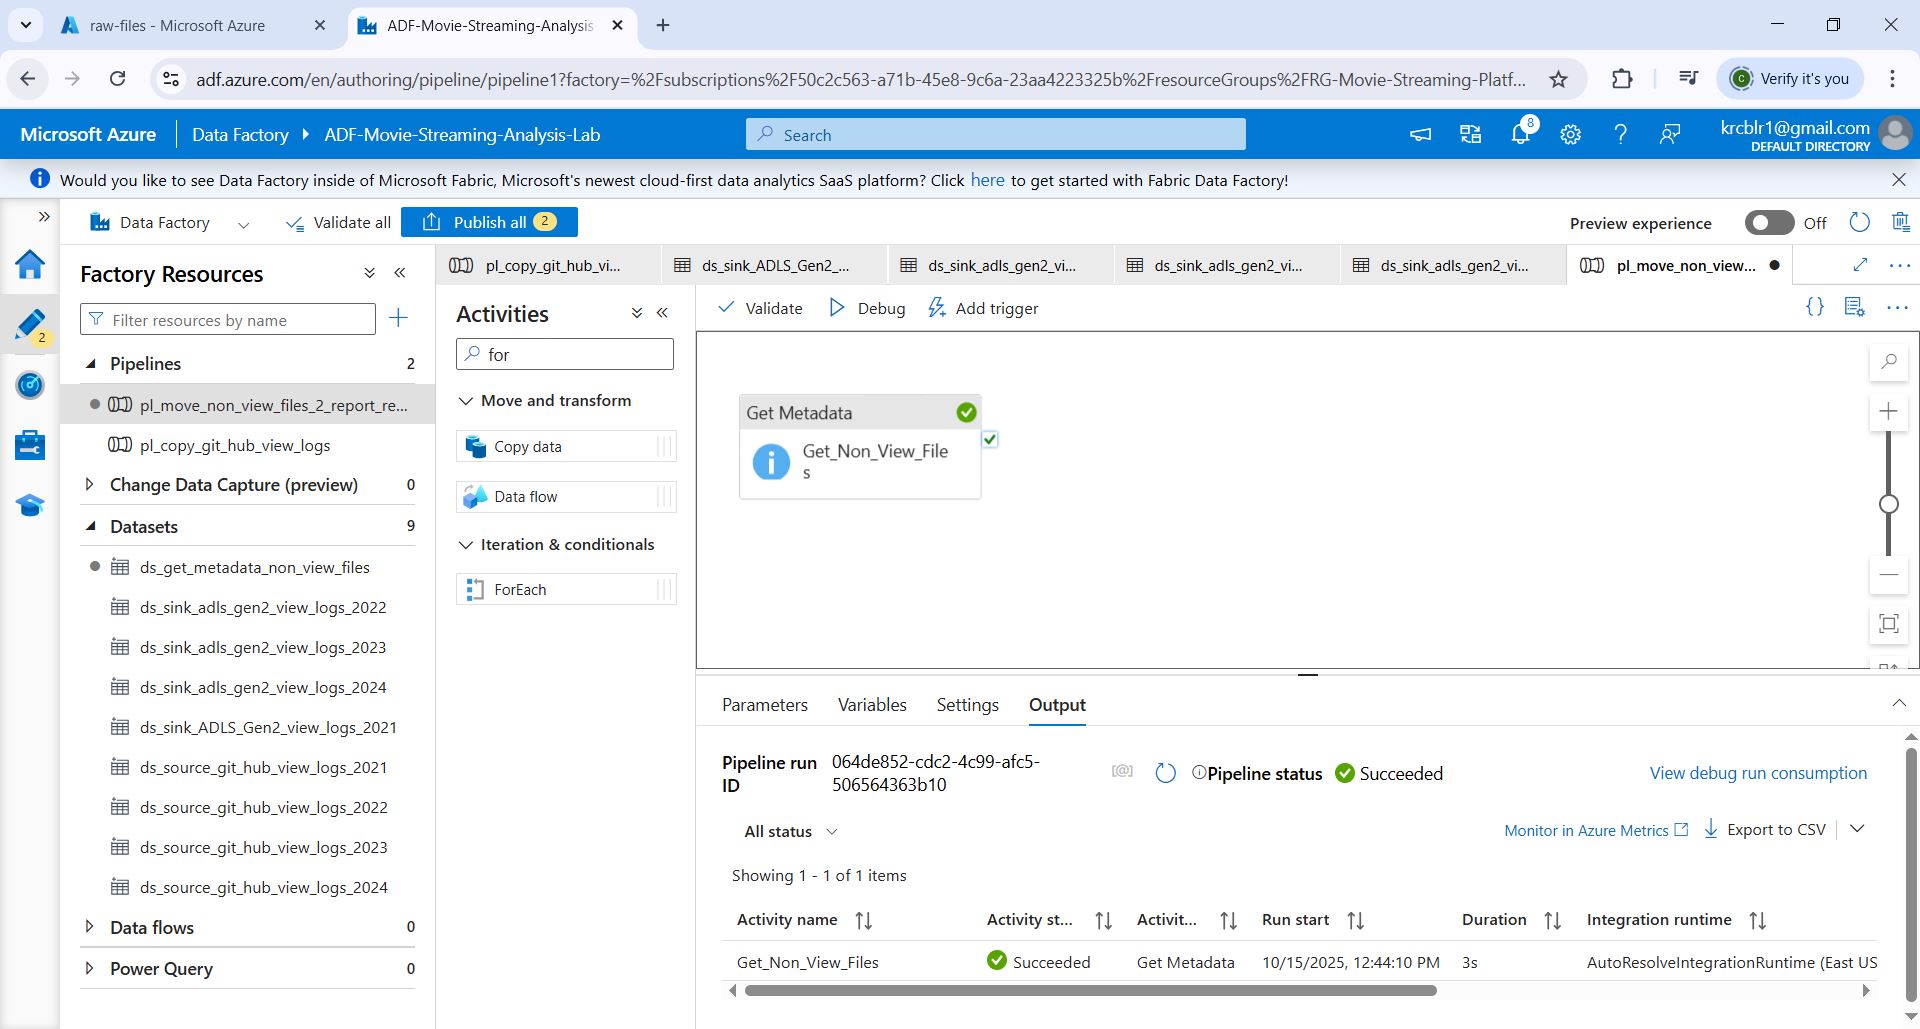 raw-files - Microsoft Azure
ADF-Movie-Streaming-Analysis
adf.azure.com/en/authoring/pipeline/pipeline1?factory=%2Fsubscriptions%2F50c2c563-a71b-45e8-9c6a-23aa4223325b%2FresourceGroups%2FRG-Movie-Streaming-Platf...
C Verify it's you
Microsoft Azure
Data Factory
ADF-Movie-Streaming-Analysis-Lab
Search
8
krcblr1@gmail.com
DEFAULT DIRECTORY
Would you like to see Data Factory inside of Microsoft Fabric, Microsoft's newest cloud-first data analytics SaaS platform? Click here to get started with Fabric Data Factory!
Data Factory
Validate all
Publish all 2
Preview experience
Off
2
Factory Resources
Filter resources by name
Pipelines 2
pl_move_non_view_files_2_report_re...
pl_copy_git_hub_view_logs
Change Data Capture (preview) 0
Datasets 9
ds_get_metadata_non_view_files
ds_sink_adls_gen2_view_logs_2022
ds_sink_adls_gen2_view_logs_2023
ds_sink_adls_gen2_view_logs_2024
ds_sink_ADLS_Gen2_view_logs_2021
ds_source_git_hub_view_logs_2021
ds_source_git_hub_view_logs_2022
ds_source_git_hub_view_logs_2023
ds_source_git_hub_view_logs_2024
Data flows 0
Power Query 0
pl_copy_git_hub_vi...
ds_sink_ADLS_Gen2_...
ds_sink_adls_gen2_vi...
ds_sink_adls_gen2_vi...
ds_sink_adls_gen2_vi...
pl_move_non_view...
Activities
for
Move and transform
Copy data
Data flow
Iteration & conditionals
ForEach
Validate
Debug
Add trigger
Get Metadata
Get_Non_View_File
s
Parameters
Variables
Settings
Output
Pipeline run
ID
064de852-cdc2-4c99-afc5-
506564363b10
Pipeline status
Succeeded
View debug run consumption
All status
Monitor in Azure Metrics
Export to CSV
Showing 1 - 1 of 1 items
Activity name Activity st... Activit... Run start Duration Integration runtime
Get_Non_View_Files Succeeded Get Metadata 10/15/2025, 12:44:10 PM 3s AutoResolveIntegrationRuntime (East US